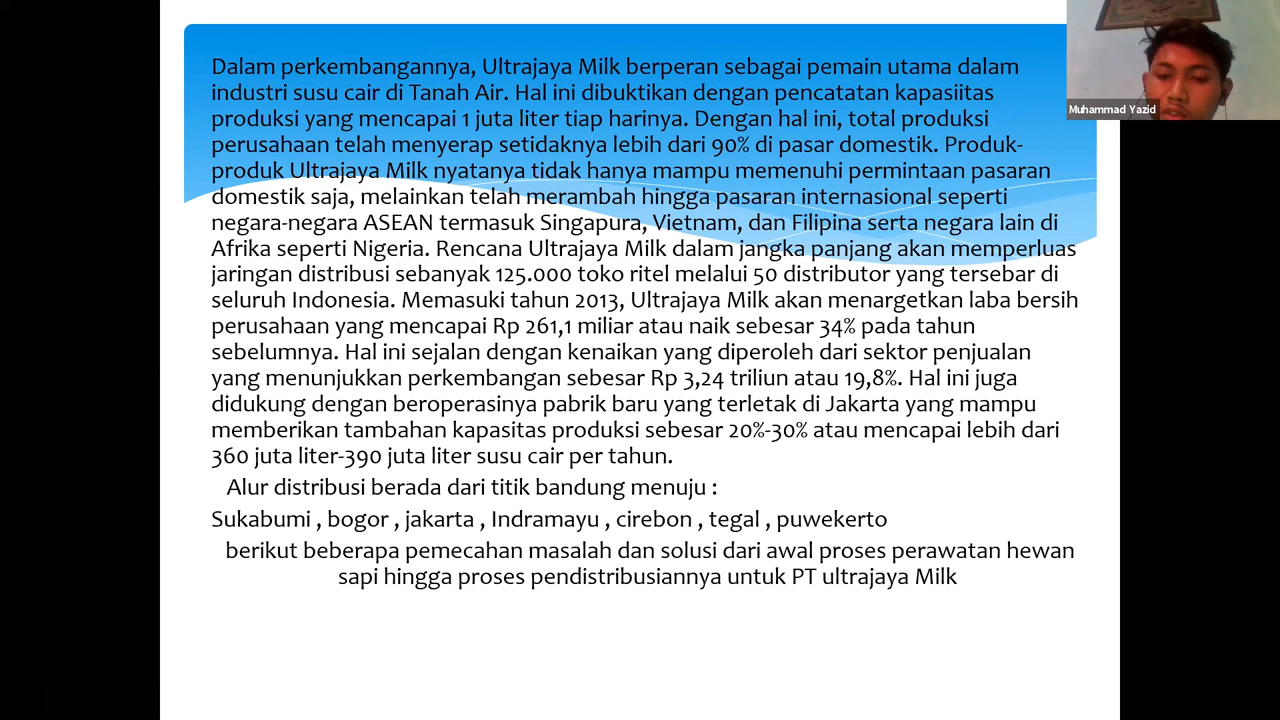 Dalam perkembangannya, Ultrajaya Milk berperan sebagai pemain utama dalam
industri susu cair di Tanah Air. Hal ini dibuktikan dengan pencatatan kapasiitas
produksi yang mencapai 1 juta liter tiap harinya. Dengan hal ini, total produksi
perusahaan telah menyerap setidaknya lebih dari 90% di pasar domestik. Produk-
produk Ultrajaya Milk nyatanya tidak hanya mampu memenuhi permintaan pasaran
domestik saja, melainkan telah merambah hingga pasaran internasional seperti
negara-negara ASEAN termasuk Singapura, Vietnam, dan Filipina serta negara lain di
Afrika seperti Nigeria. Rencana Ultrajaya Milk dalam jangka panjang akan memperluas
jaringan distribusi sebanyak 125.000 toko ritel melalui 50 distributor yang tersebar di
seluruh Indonesia. Memasuki tahun 2013, Ultrajaya Milk akan menargetkan laba bersih
perusahaan yang mencapai Rp 261,1 miliar atau naik sebesar 34% pada tahun
sebelumnya. Hal ini sejalan dengan kenaikan yang diperoleh dari sektor penjualan
yang menunjukkan perkembangan sebesar Rp 3,24 triliun atau 19,8%. Hal ini juga
didukung dengan beroperasinya pabrik baru yang terletak di Jakarta yang mampu
memberikan tambahan kapasitas produksi sebesar 20%-30% atau mencapai lebih dari
360 juta liter-390 juta liter susu cair per tahun.
Alur distribusi berada dari titik bandung menuju :
Sukabumi , bogor , jakarta , Indramayu , cirebon , tegal , puwekerto
berikut beberapa pemecahan masalah dan solusi dari awal proses perawatan hewan
sapi hingga proses pendistribusiannya untuk PT ultrajaya Milk
Muhammad Yazid